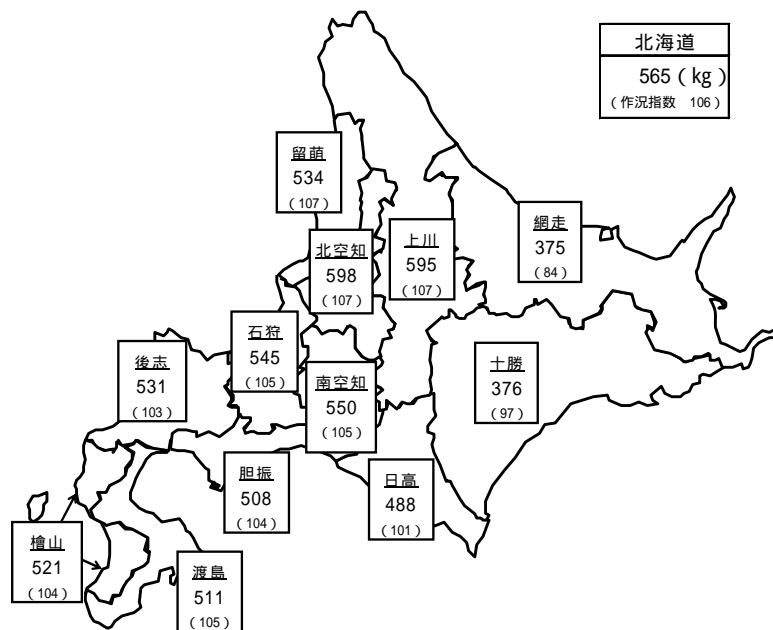 北海道
565（kg）
（作況指数　106）
留萌
534
（107）
北空知
598
（107）
上川
595
（107）
網走
375
（84）
石狩
545
（105）
後志
531
（103）
南空知
550
（105）
十勝
376
（97）
胆振
508
（104）
日高
488
（101）
檜山
521
（104）
渡島
511
（105）